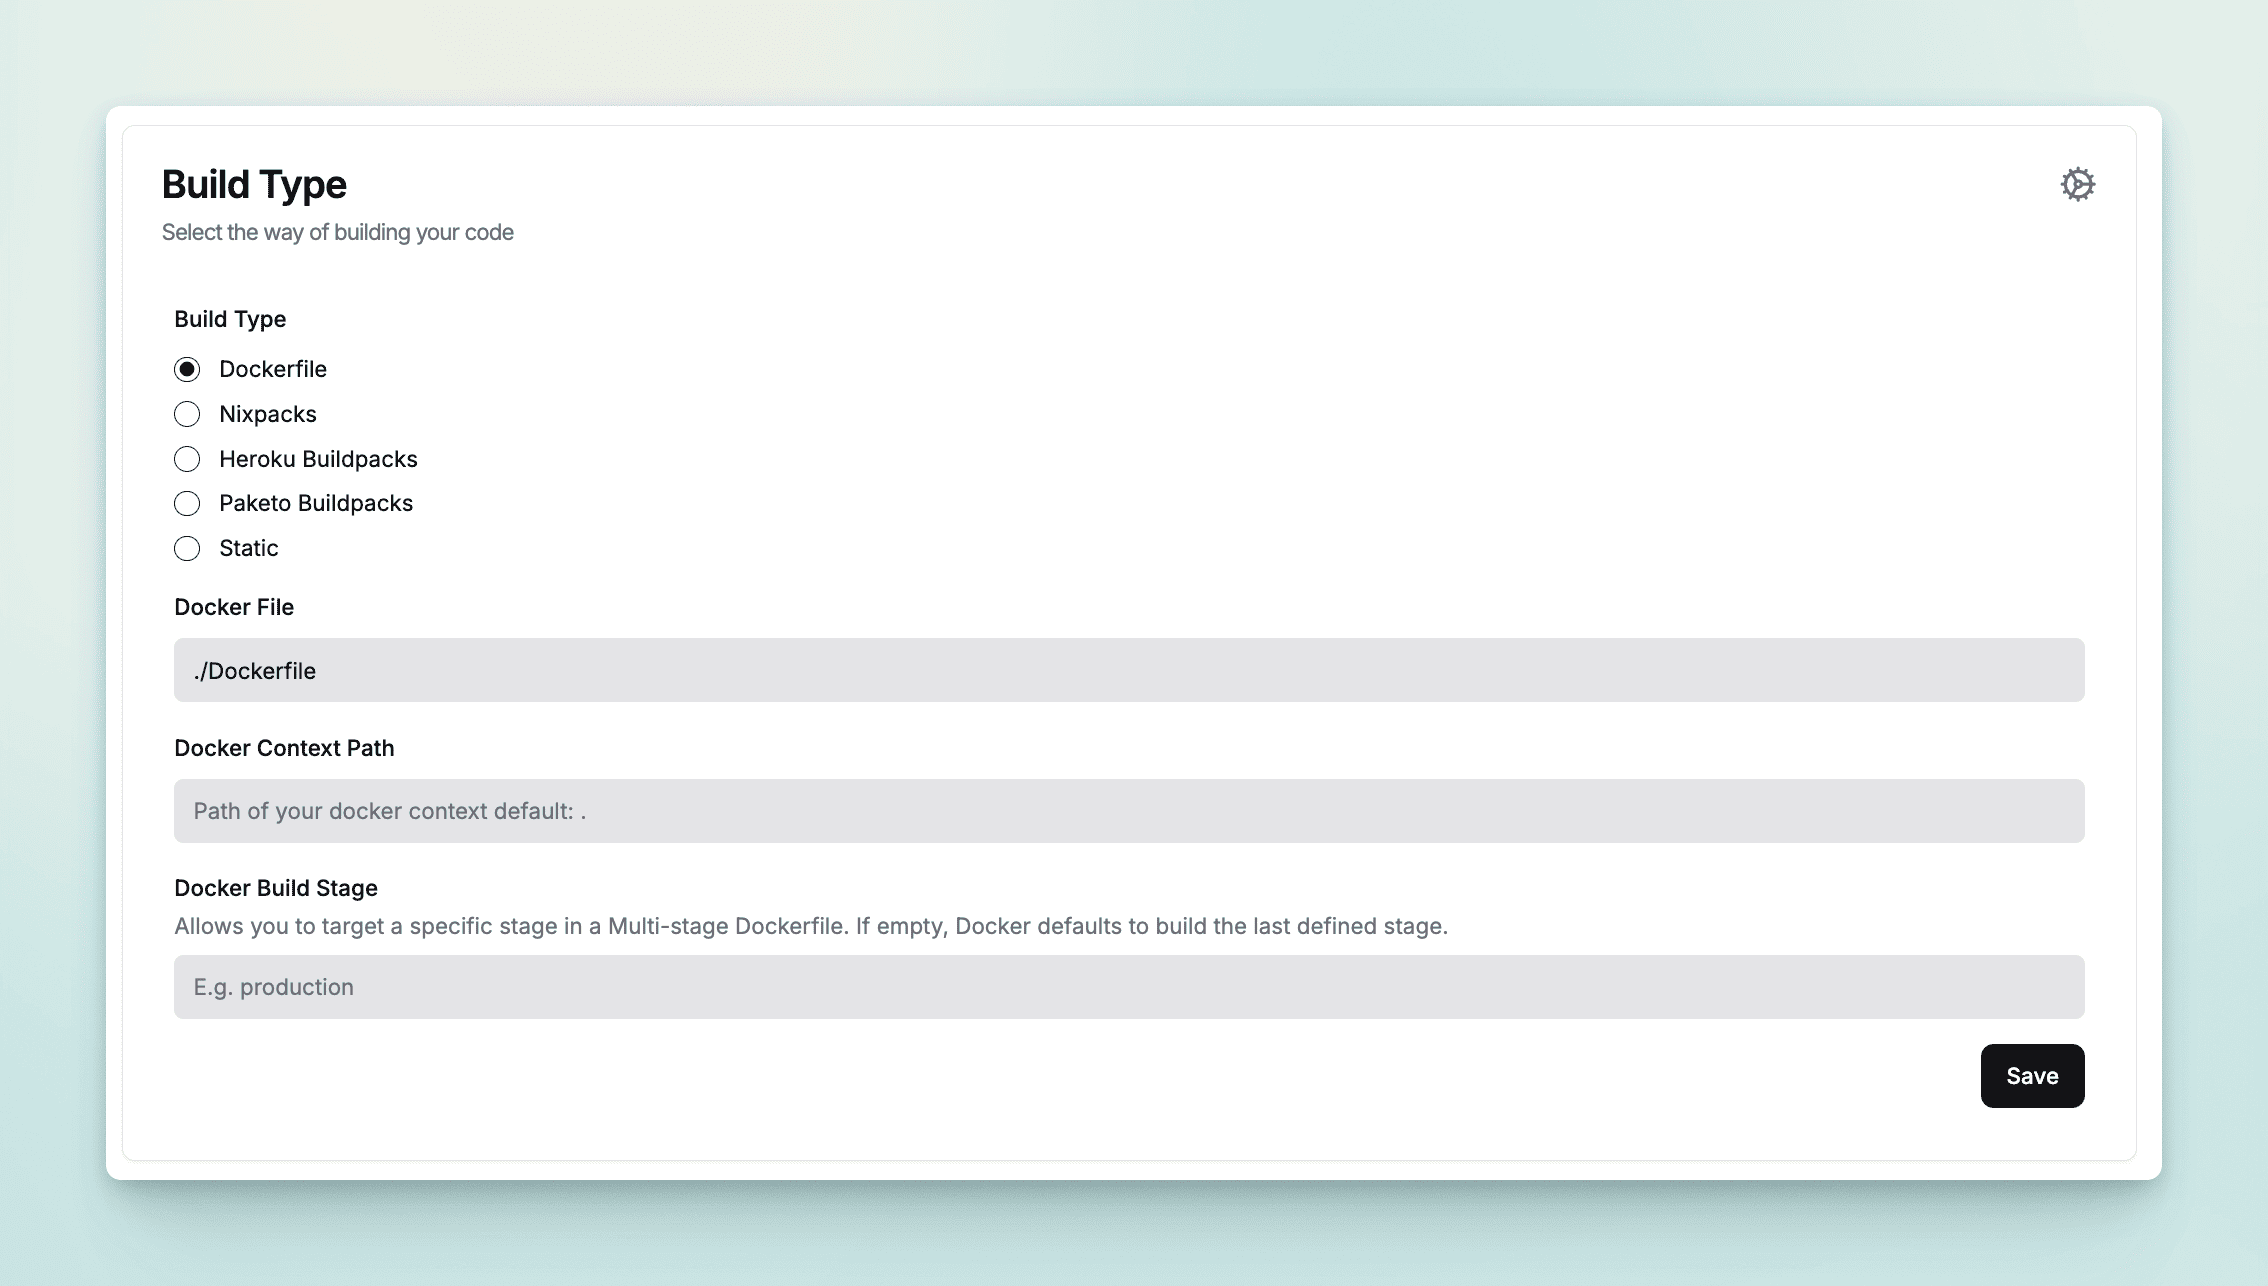 Build Type
Select the way of building your code
Build Type
Dockerfile
Nixpacks
Heroku Buildpacks
Paketo Buildpacks
Static
Docker File
./Dockerfile
Docker Context Path
Path of your docker context default: .
Docker Build Stage
Allows you to target a specific stage in a Multi-stage Dockerfile. If empty, Docker defaults to build the last defined stage.
E.g. production
Save